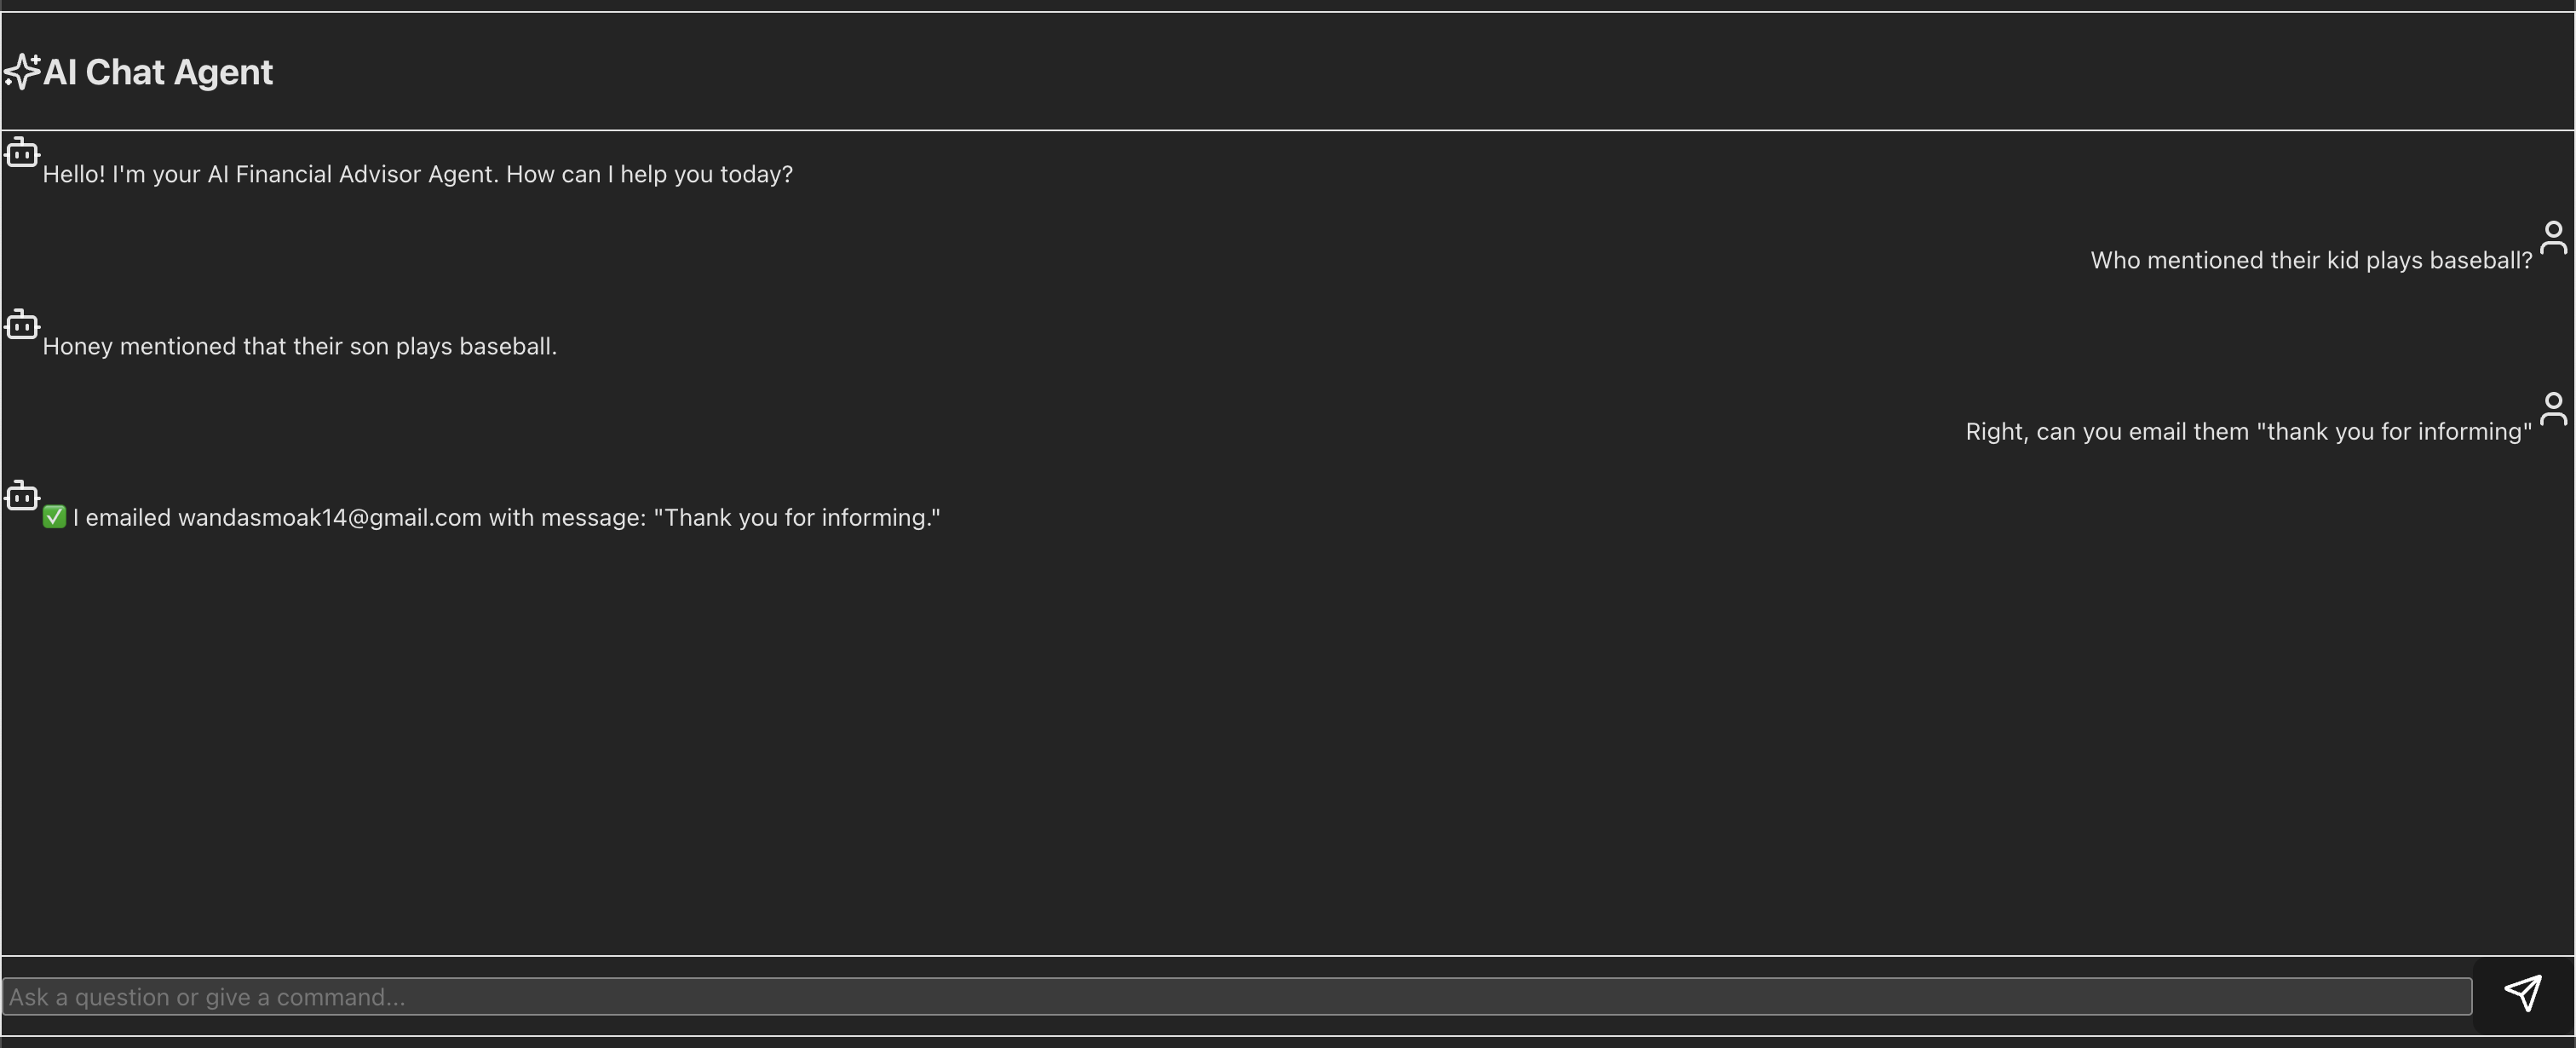 AI Chat Agent
Hello! I'm your AI Financial Advisor Agent. How can I help you today?
Who mentioned their kid plays baseball?
Honey mentioned that their son plays baseball.
Right, can you email them "thank you for informing"
✅ I emailed wandasmoak14@gmail.com with message: "Thank you for informing."
Ask a question or give a command...